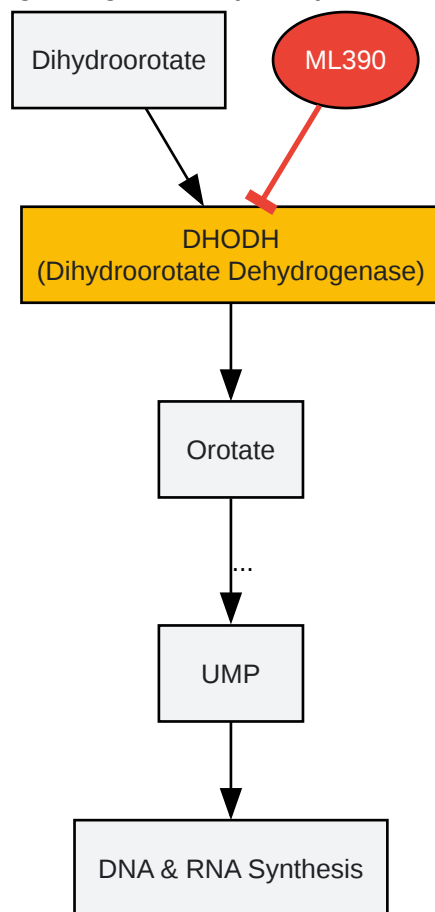 Dihydroorotate
ML390
DHODH
(Dihydroorotate Dehydrogenase)
Orotate
...
UMP
DNA & RNA Synthesis